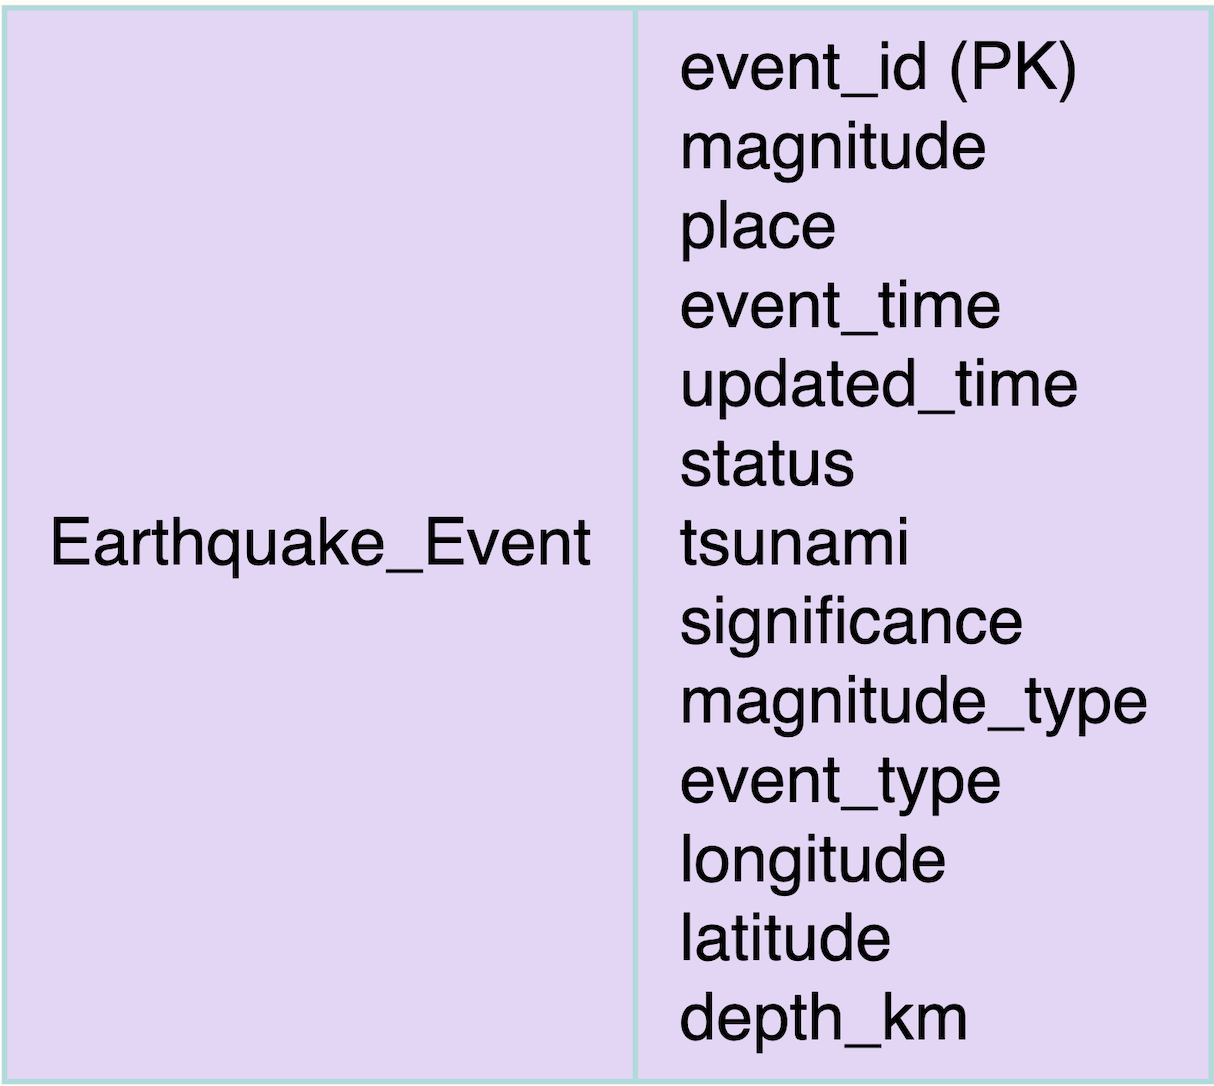 Earthquake_Event
event_id (PK)
magnitude
place
event_time
updated_time
status
tsunami
significance
magnitude_type
event_type
longitude
latitude
depth_km